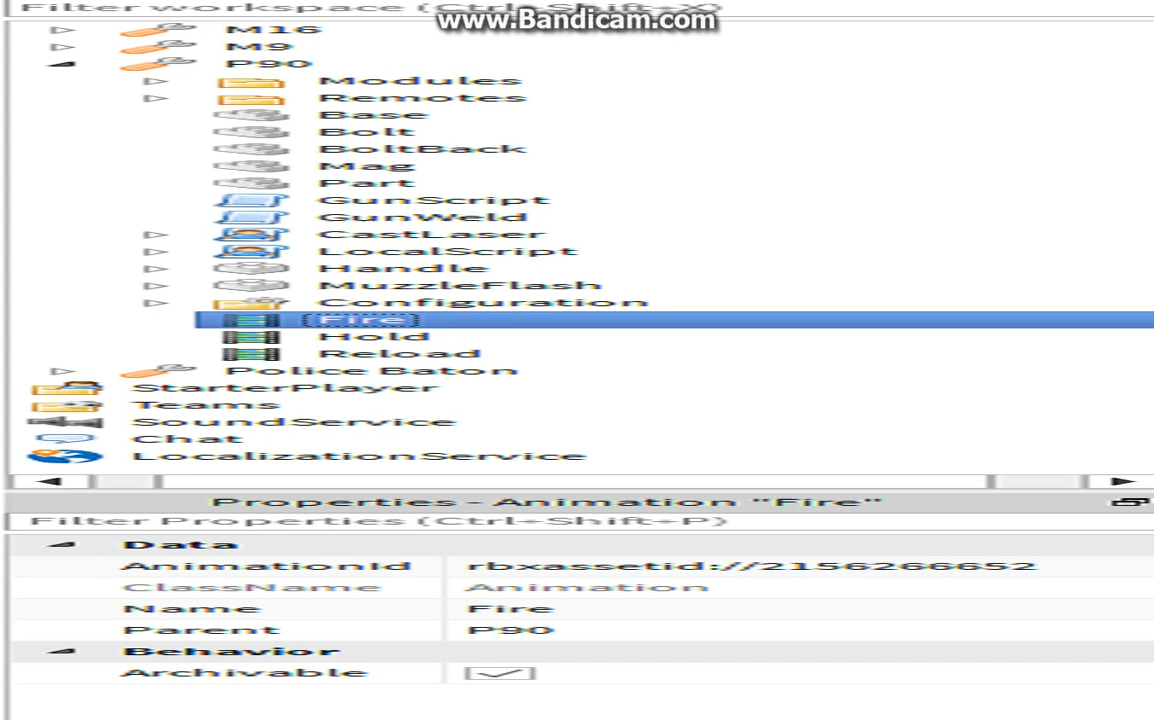 Filter workspace (Ctrl+Shift+X)
www.Bandicam.com
M16
M9
P90
Modules
Remotes
Base
Bolt
BoltBack
Mag
Part
GunScript
GunWeld
CastLaser
LocalScript
Handle
MuzzleFlash
Configuration
Fire
Hold
Reload
Police Baton
StarterPlayer
Teams
SoundService
Chat
LocalizationService
Properties - Animation "Fire"
Filter Properties (Ctrl+Shift+P)
Data
AnimationId rbxassetid://2156266652
ClassName Animation
Name Fire
Parent P90
Behavior
Archivable